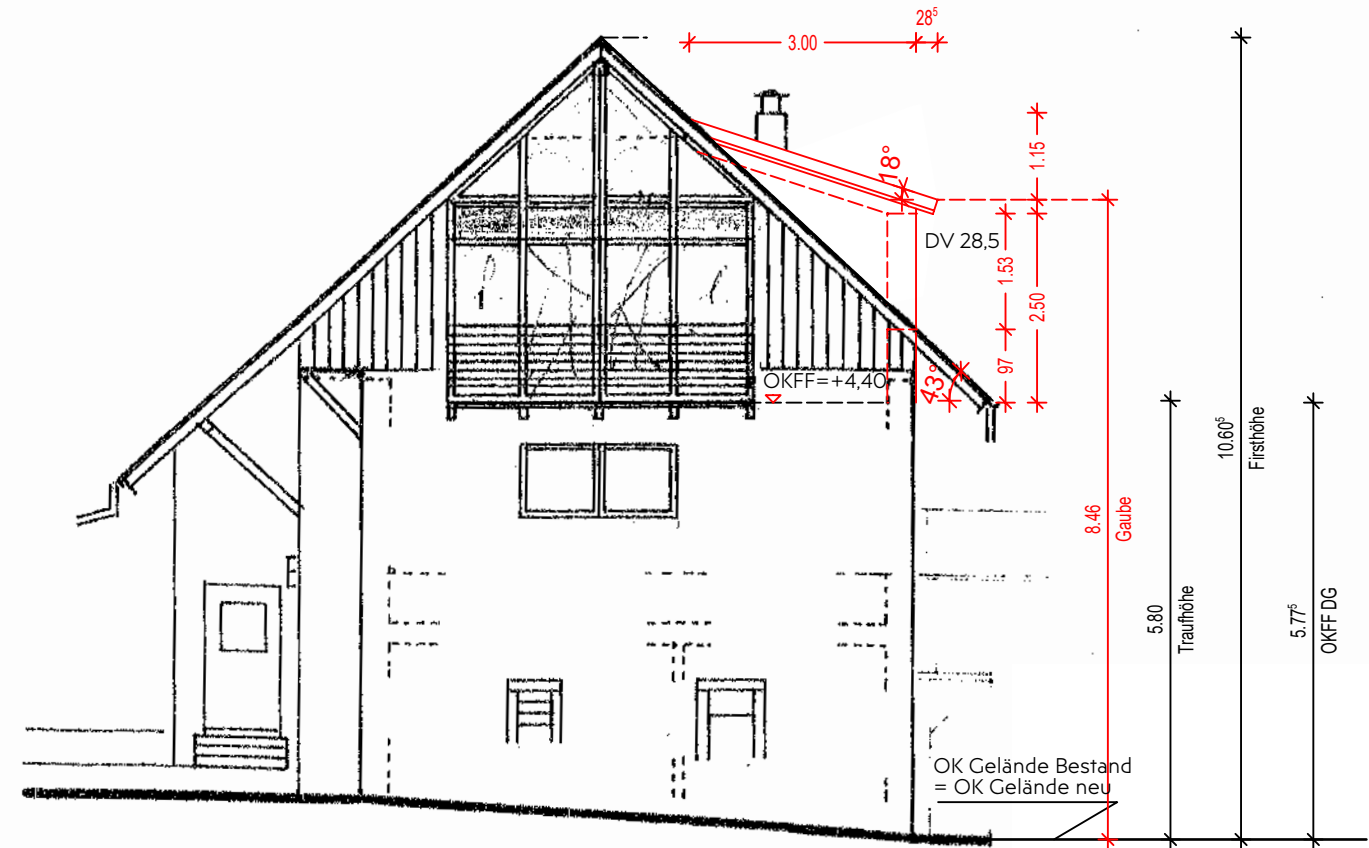 28⁵
3.00
1.15
18°
DV 28,5
1.53
2.50
97
43°
OKFF=+4,40
10.60⁵
Firsthöhe
8.46
Gaube
5.80
Traufhöhe
5.77⁵
OKFF DG
OK Gelände Bestand
= OK Gelände neu